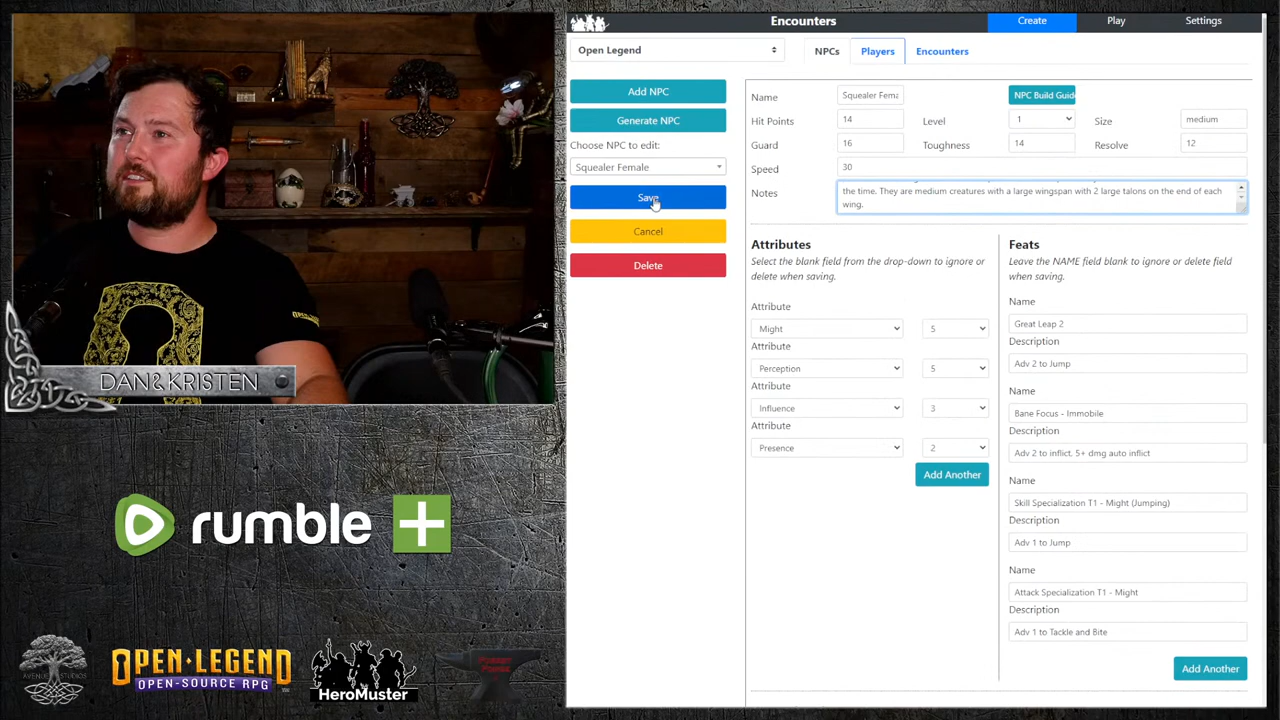 Encounters
Create
Play
Settings
Open Legend
NPCs
Players
Encounters
Add NPC
Generate NPC
Choose NPC to edit:
Squealer Female
Save
Cancel
Delete
Name
Squealer Fema
NPC Build Guid
Hit Points
14
Level
1
Size
medium
Guard
16
Toughness
14
Resolve
12
Speed
30
Notes
the time. They are medium creatures with a large wingspan with 2 large talons on the end of each
wing.
Attributes
Select the blank field from the drop-down to ignore or
delete when saving.
Attribute
Might
5
Attribute
Perception
5
Attribute
Influence
3
Attribute
Presence
2
Add Another
Feats
Leave the NAME field blank to ignore or delete field
when saving.
Name
Great Leap 2
Description
Adv 2 to Jump
Name
Bane Focus - Immobile
Description
Adv 2 to inflict, 5+ dmg auto inflict
Name
Skill Specialization T1 - Might (Jumping)
Description
Adv 1 to Jump
Name
Attack Specialization T1 - Might
Description
Adv 1 to Tackle and Bite
Add Another
DAN & KRISTEN
rumble
OPEN LEGEND
OPEN-SOURCE RPG
HeroMuster